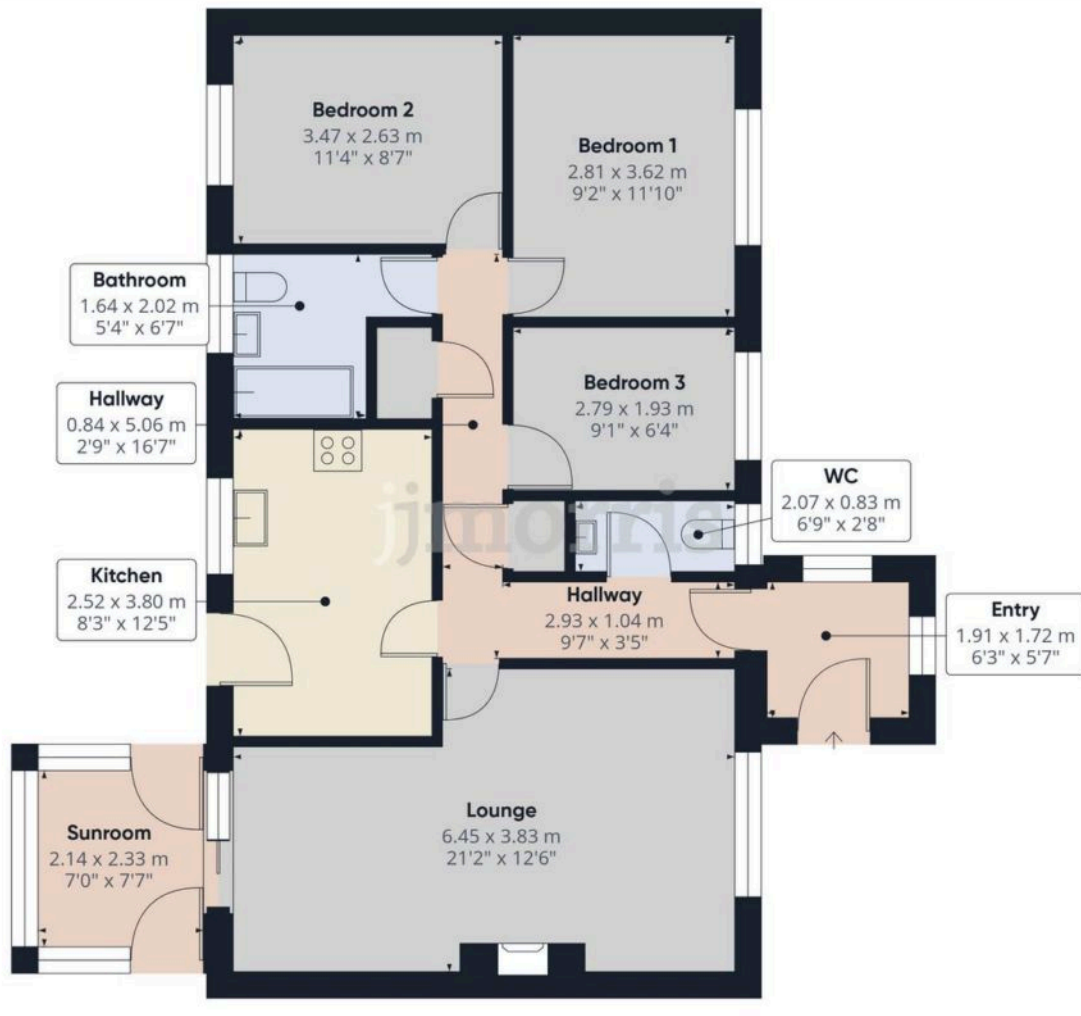 Bedroom 2
3.47 x 2.63 m
11'4" x 8'7"
Bedroom 1
2.81 x 3.62 m
9'2" x 11'10"
Bathroom
1.64 x 2.02 m
5'4" x 6'7"
Hallway
0.84 x 5.06 m
2'9" x 16'7"
Bedroom 3
2.79 x 1.93 m
9'1" x 6'4"
WC
2.07 x 0.83 m
6'9" x 2'8"
jjmorris
Kitchen
2.52 x 3.80 m
8'3" x 12'5"
Hallway
2.93 x 1.04 m
9'7" x 3'5"
Entry
1.91 x 1.72 m
6'3" x 5'7"
Lounge
6.45 x 3.83 m
21'2" x 12'6"
Sunroom
2.14 x 2.33 m
7'0" x 7'7"